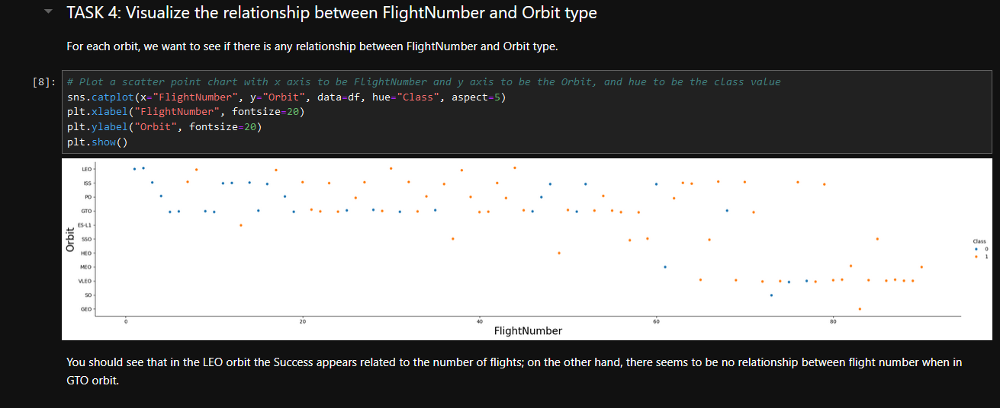 TASK 4: Visualize the relationship between FlightNumber and Orbit type
For each orbit, we want to see if there is any relationship between FlightNumber and Orbit type.
[8]: # Plot a scatter point chart with x axis to be FlightNumber and y axis to be the Orbit, and hue to be the class value
sns.catplot(x="FlightNumber", y="Orbit", data=df, hue="Class", aspect=5)
plt.xlabel("FlightNumber", fontsize=20)
plt.ylabel("Orbit", fontsize=20)
plt.show()
LEO
ISS
PO
GTO
ES-L1
SSO
HEO
MEO
VLEO
SO
GEO
Orbit
Class
0
1
0 20 40 60 80
FlightNumber
You should see that in the LEO orbit the Success appears related to the number of flights; on the other hand, there seems to be no relationship between flight number when in
GTO orbit.